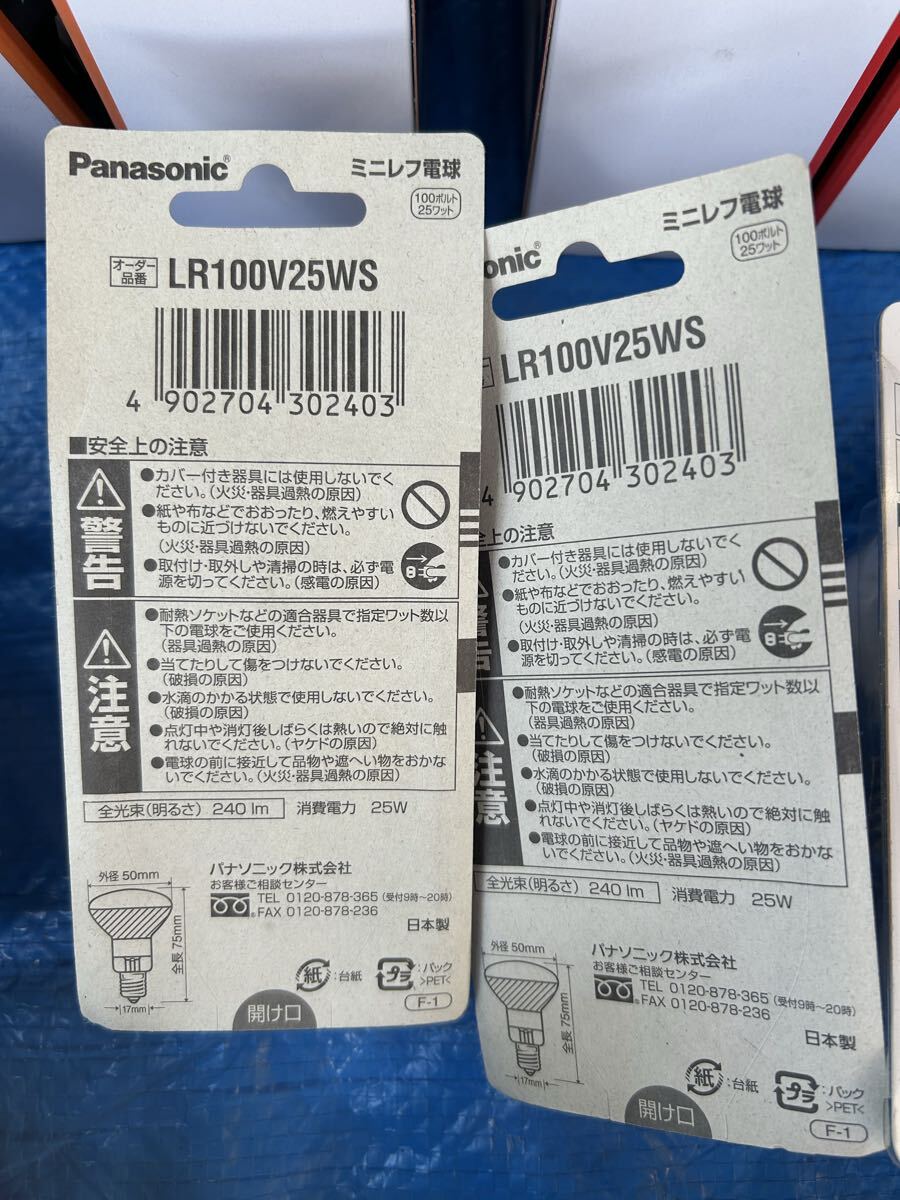 Panasonic®
ミニレフ電球
100ボルト
25ワット
オーダー
品番
LR100V25WS
4 902704 302403
■安全上の注意
警告
●カバー付き器具には使用しないでく
ださい。(火災・器具過熱の原因)
●紙や布などでおおったり、燃えやすい
ものに近づけないでください。
(火災・器具過熱の原因)
●取付け・取外しや清掃の時は、必ず電
源を切ってください。(感電の原因)
注意
●耐熱ソケットなどの適合器具で指定ワット数以
下の電球をご使用ください。
(器具過熱の原因)
●当てたりして傷をつけないでください。
(破損の原因)
●水滴のかかる状態で使用しないでください。
(破損の原因)
●点灯中や消灯後しばらくは熱いので絶対に触
れないでください。(ヤケドの原因)
●電球の前に接近して品物や遮へい物をおかな
いでください。(火災・器具過熱の原因)
全光束(明るさ) 240 lm 消費電力 25W
外径 50mm
全長 75mm
17mm
パナソニック株式会社
お客様ご相談センター
TEL 0120-878-365 (受付9時〜20時)
FAX 0120-878-236
日本製
紙:台紙
プラ:パック
>PET<
F-1
開け口
onic®
ミニレフ電球
100ボルト
25ワット
LR100V25WS
4 902704 302403
全上の注意
警告
●カバー付き器具には使用しないでく
ださい。(火災・器具過熱の原因)
●紙や布などでおおったり、燃えやすい
ものに近づけないでください。
(火災・器具過熱の原因)
●取付け・取外しや清掃の時は、必ず電
源を切ってください。(感電の原因)
注意
●耐熱ソケットなどの適合器具で指定ワット数以
下の電球をご使用ください。
(器具過熱の原因)
●当てたりして傷をつけないでください。
(破損の原因)
●水滴のかかる状態で使用しないでください。
(破損の原因)
●点灯中や消灯後しばらくは熱いので絶対に触
れないでください。(ヤケドの原因)
●電球の前に接近して品物や遮へい物をおかな
いでください。(火災・器具過熱の原因)
全光束(明るさ) 240 lm 消費電力 25W
外径 50mm
全長 75mm
17mm
パナソニック株式会社
お客様ご相談センター
TEL 0120-878-365 (受付9時〜20時)
FAX 0120-878-236
日本製
紙:台紙
プラ:パック
>PET<
F-1
開け口